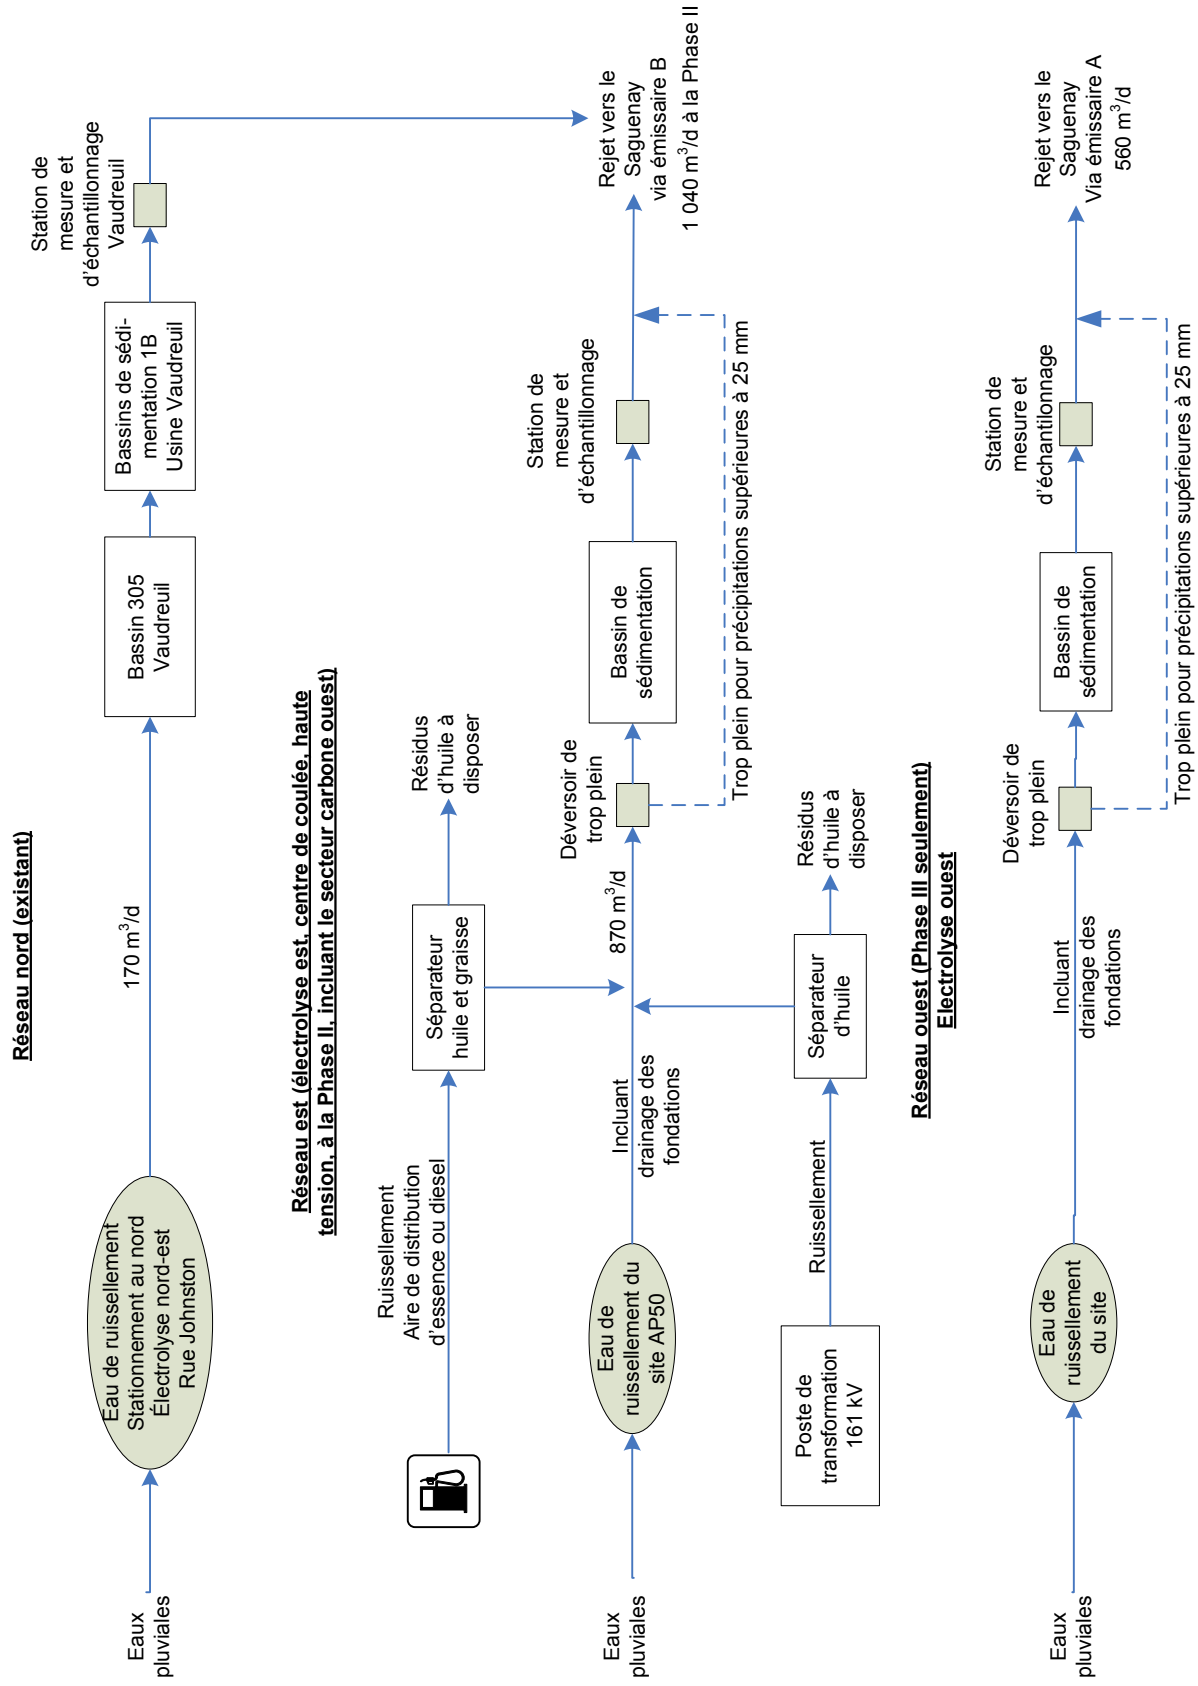 Réseau nord (existant)
Eaux
pluviales
Eau de ruissellement
Stationnement au nord
Électrolyse nord-est
Rue Johnston
170 m³/d
Bassin 305
Vaudreuil
Bassins de sédi-
mentation 1B
Usine Vaudreuil
Station de
mesure et
d'échantillonnage
Vaudreuil
Réseau est (électrolyse est, centre de coulée, haute
tension, à la Phase II, incluant le secteur carbone ouest)
Ruissellement
Aire de distribution
d'essence ou diesel
Séparateur
huile et graisse
Résidus
d'huile à
disposer
Eaux
pluviales
Eau de
ruissellement du
site AP50
Incluant
drainage des
fondations
870 m³/d
Déversoir de
trop plein
Bassin de
sédimentation
Station de
mesure et
d'échantillonnage
Rejet vers le
Saguenay
via émissaire B
1 040 m³/d à la Phase II
Trop plein pour précipitations supérieures à 25 mm
Poste de
transformation
161 kV
Ruissellement
Séparateur
d'huile
Résidus
d'huile à
disposer
Réseau ouest (Phase III seulement)
Electrolyse ouest
Eaux
pluviales
Eau de
ruissellement
du site
Incluant
drainage des
fondations
Déversoir de
trop plein
Bassin de
sédimentation
Station de
mesure et
d'échantillonnage
Rejet vers le
Saguenay
Via émissaire A
560 m³/d
Trop plein pour précipitations supérieures à 25 mm